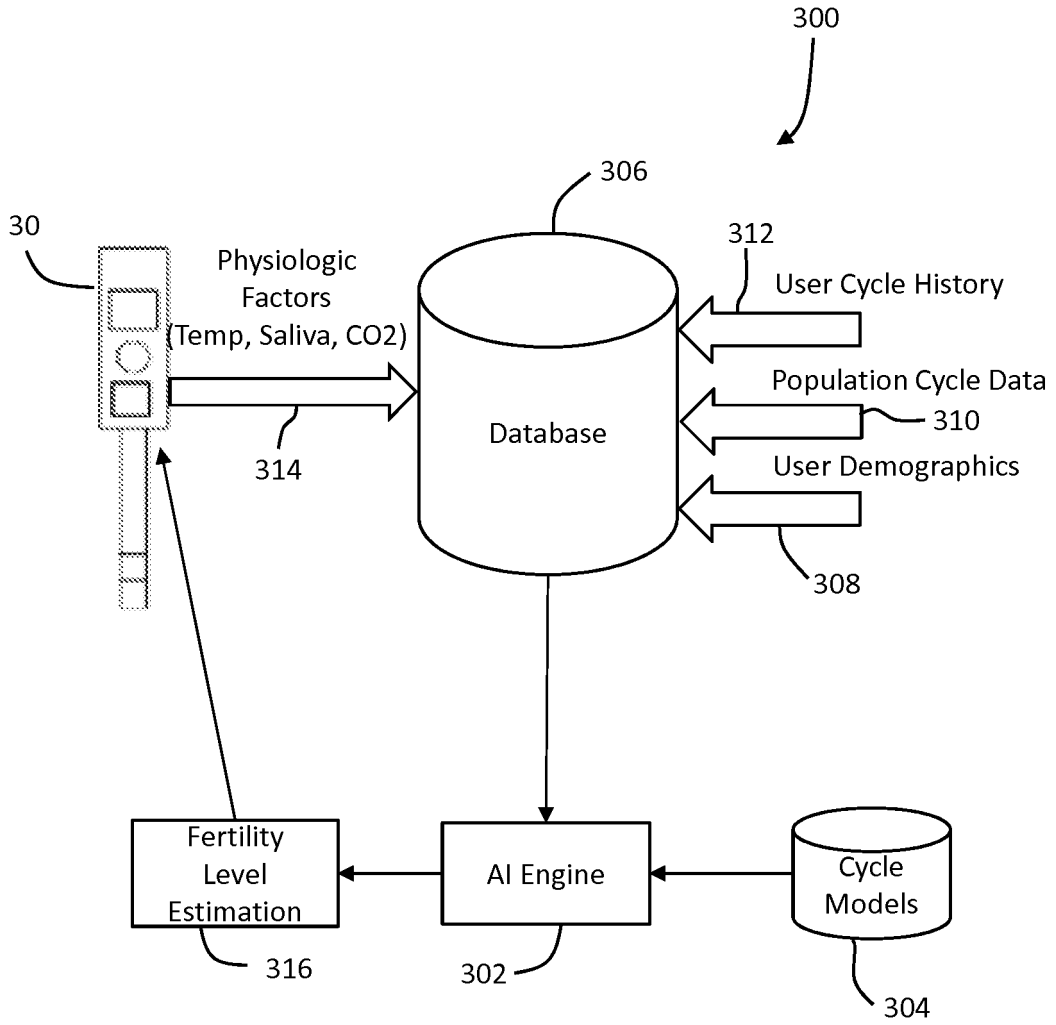 300
306
30
312
Physiologic
Factors
(Temp, Saliva, CO2)
User Cycle History
Population Cycle Data
310
Database
314
User Demographics
308
Fertility
Level
Estimation
AI Engine
Cycle
Models
316
302
304